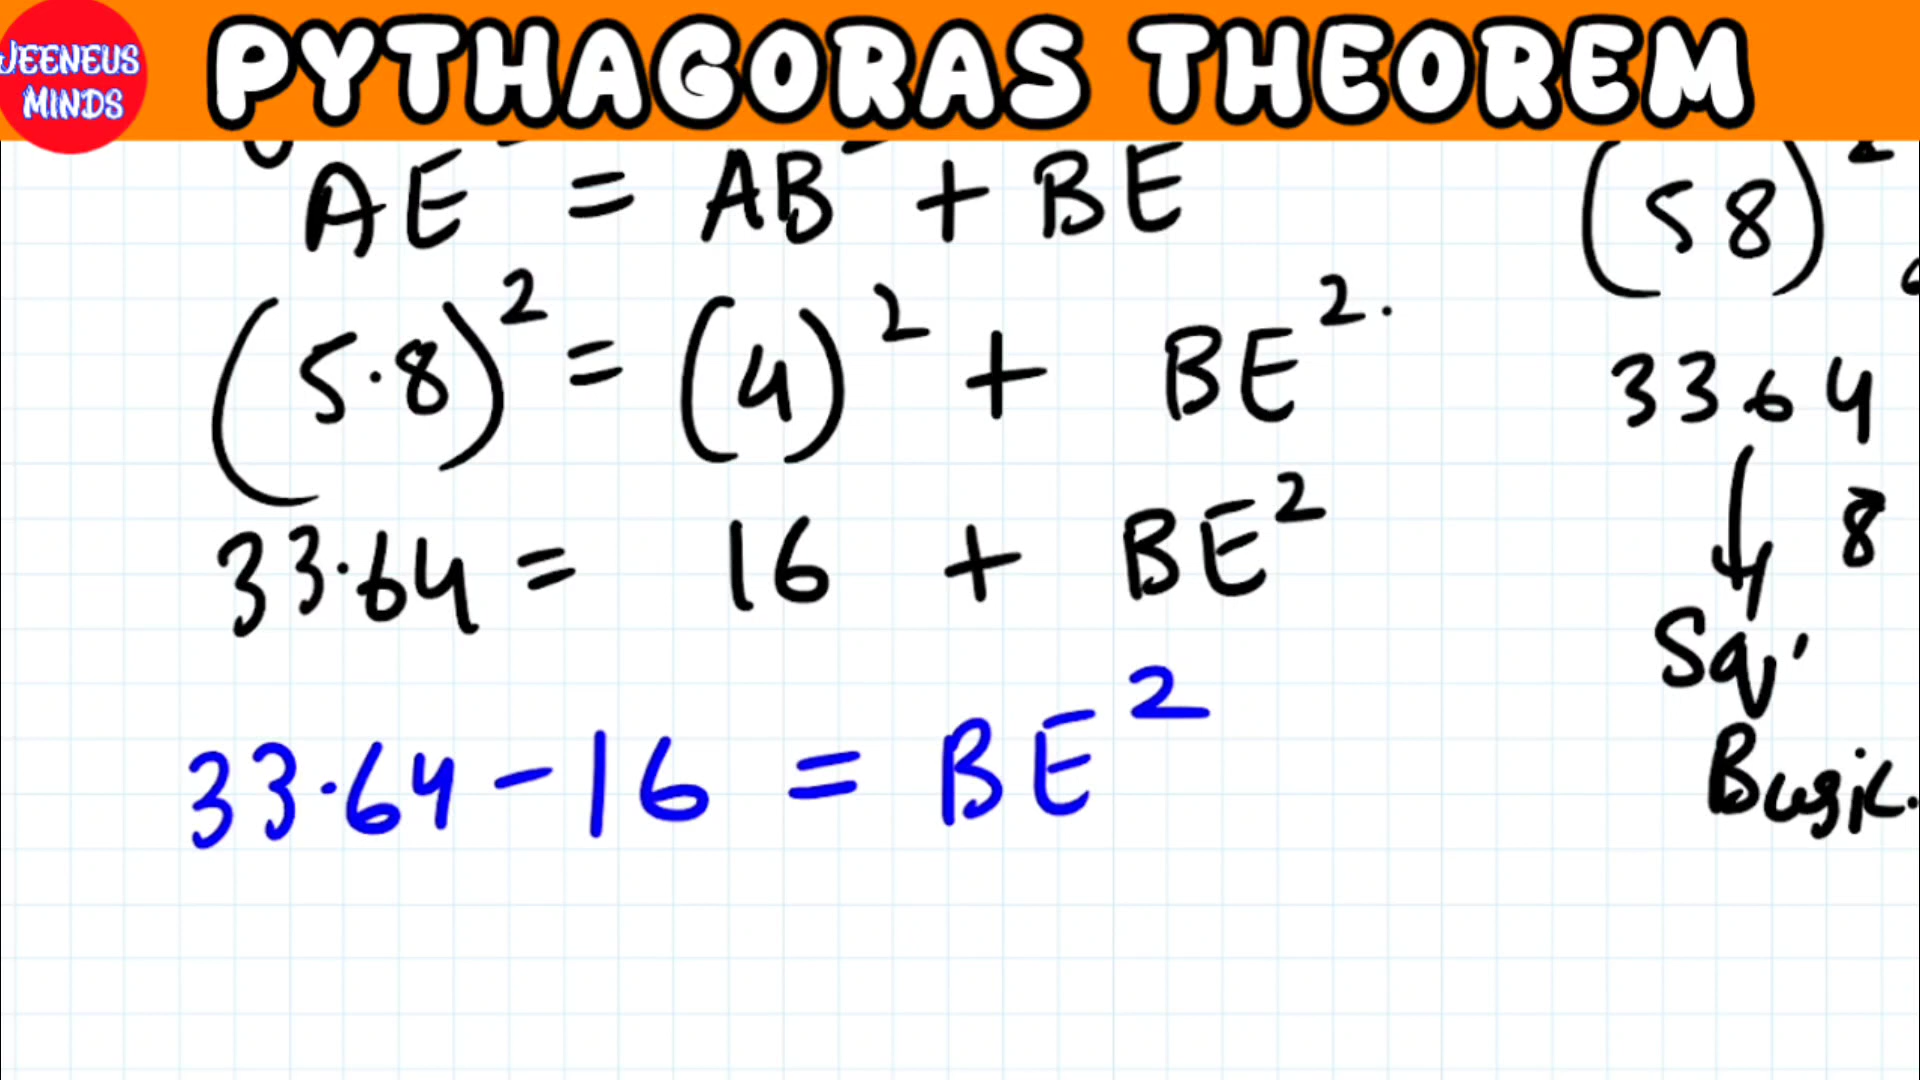 JEENEUS
MINDS
PYTHAGORAS THEOREM
AE = AB + BE
(5.8)² = (4)² + BE².
33.64 = 16 + BE²
33.64 - 16 = BE²
(58)²
3364
8
Sq'